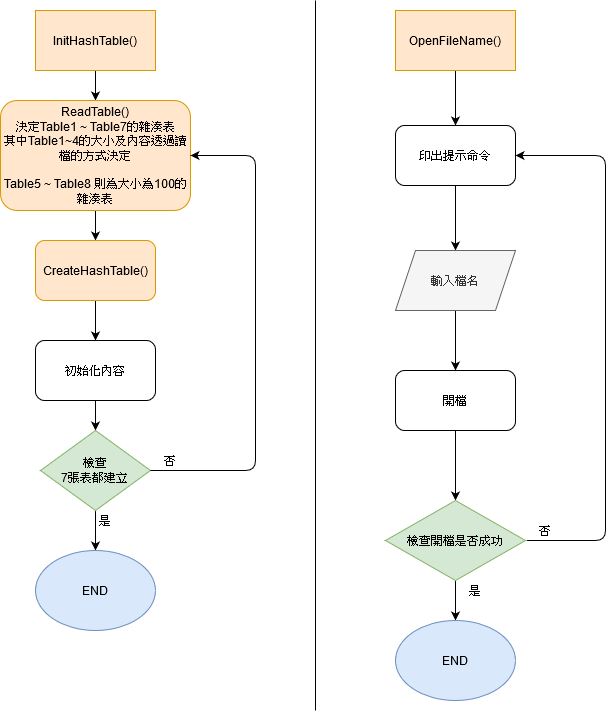 InitHashTable()
ReadTable()
決定Table1 ~ Table7的雜湊表
其中Table1~4的大小及內容透過讀
檔的方式決定
Table5 ~ Table8 則為大小為100的
雜湊表
CreateHashTable()
初始化內容
檢查
7張表都建立
否
是
END
OpenFileName()
印出提示命令
輸入檔名
開檔
檢查開檔是否成功
否
是
END